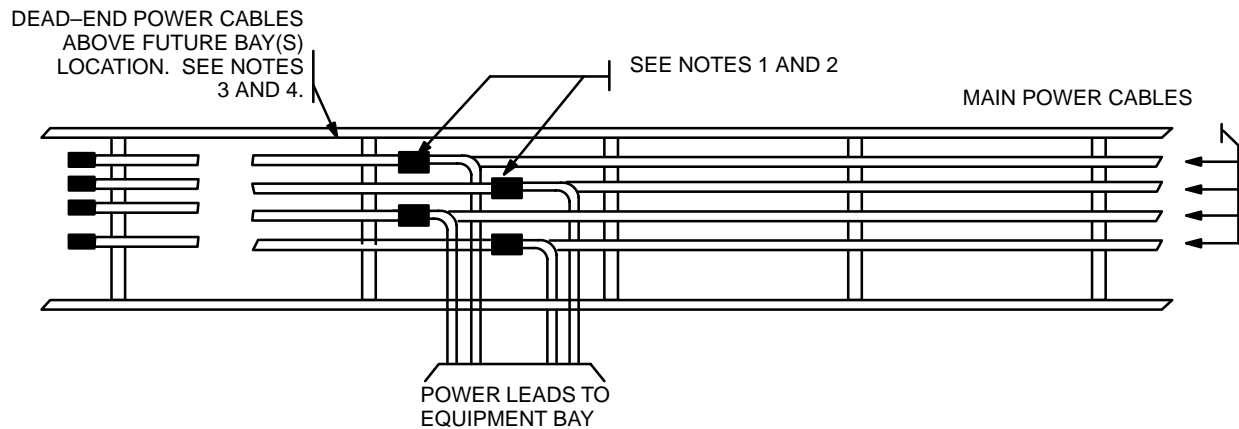 DEAD–END POWER CABLES
ABOVE FUTURE BAY(S)
LOCATION.  SEE NOTES
3 AND 4.
SEE NOTES 1 AND 2
MAIN POWER CABLES
POWER LEADS TO
EQUIPMENT BAY